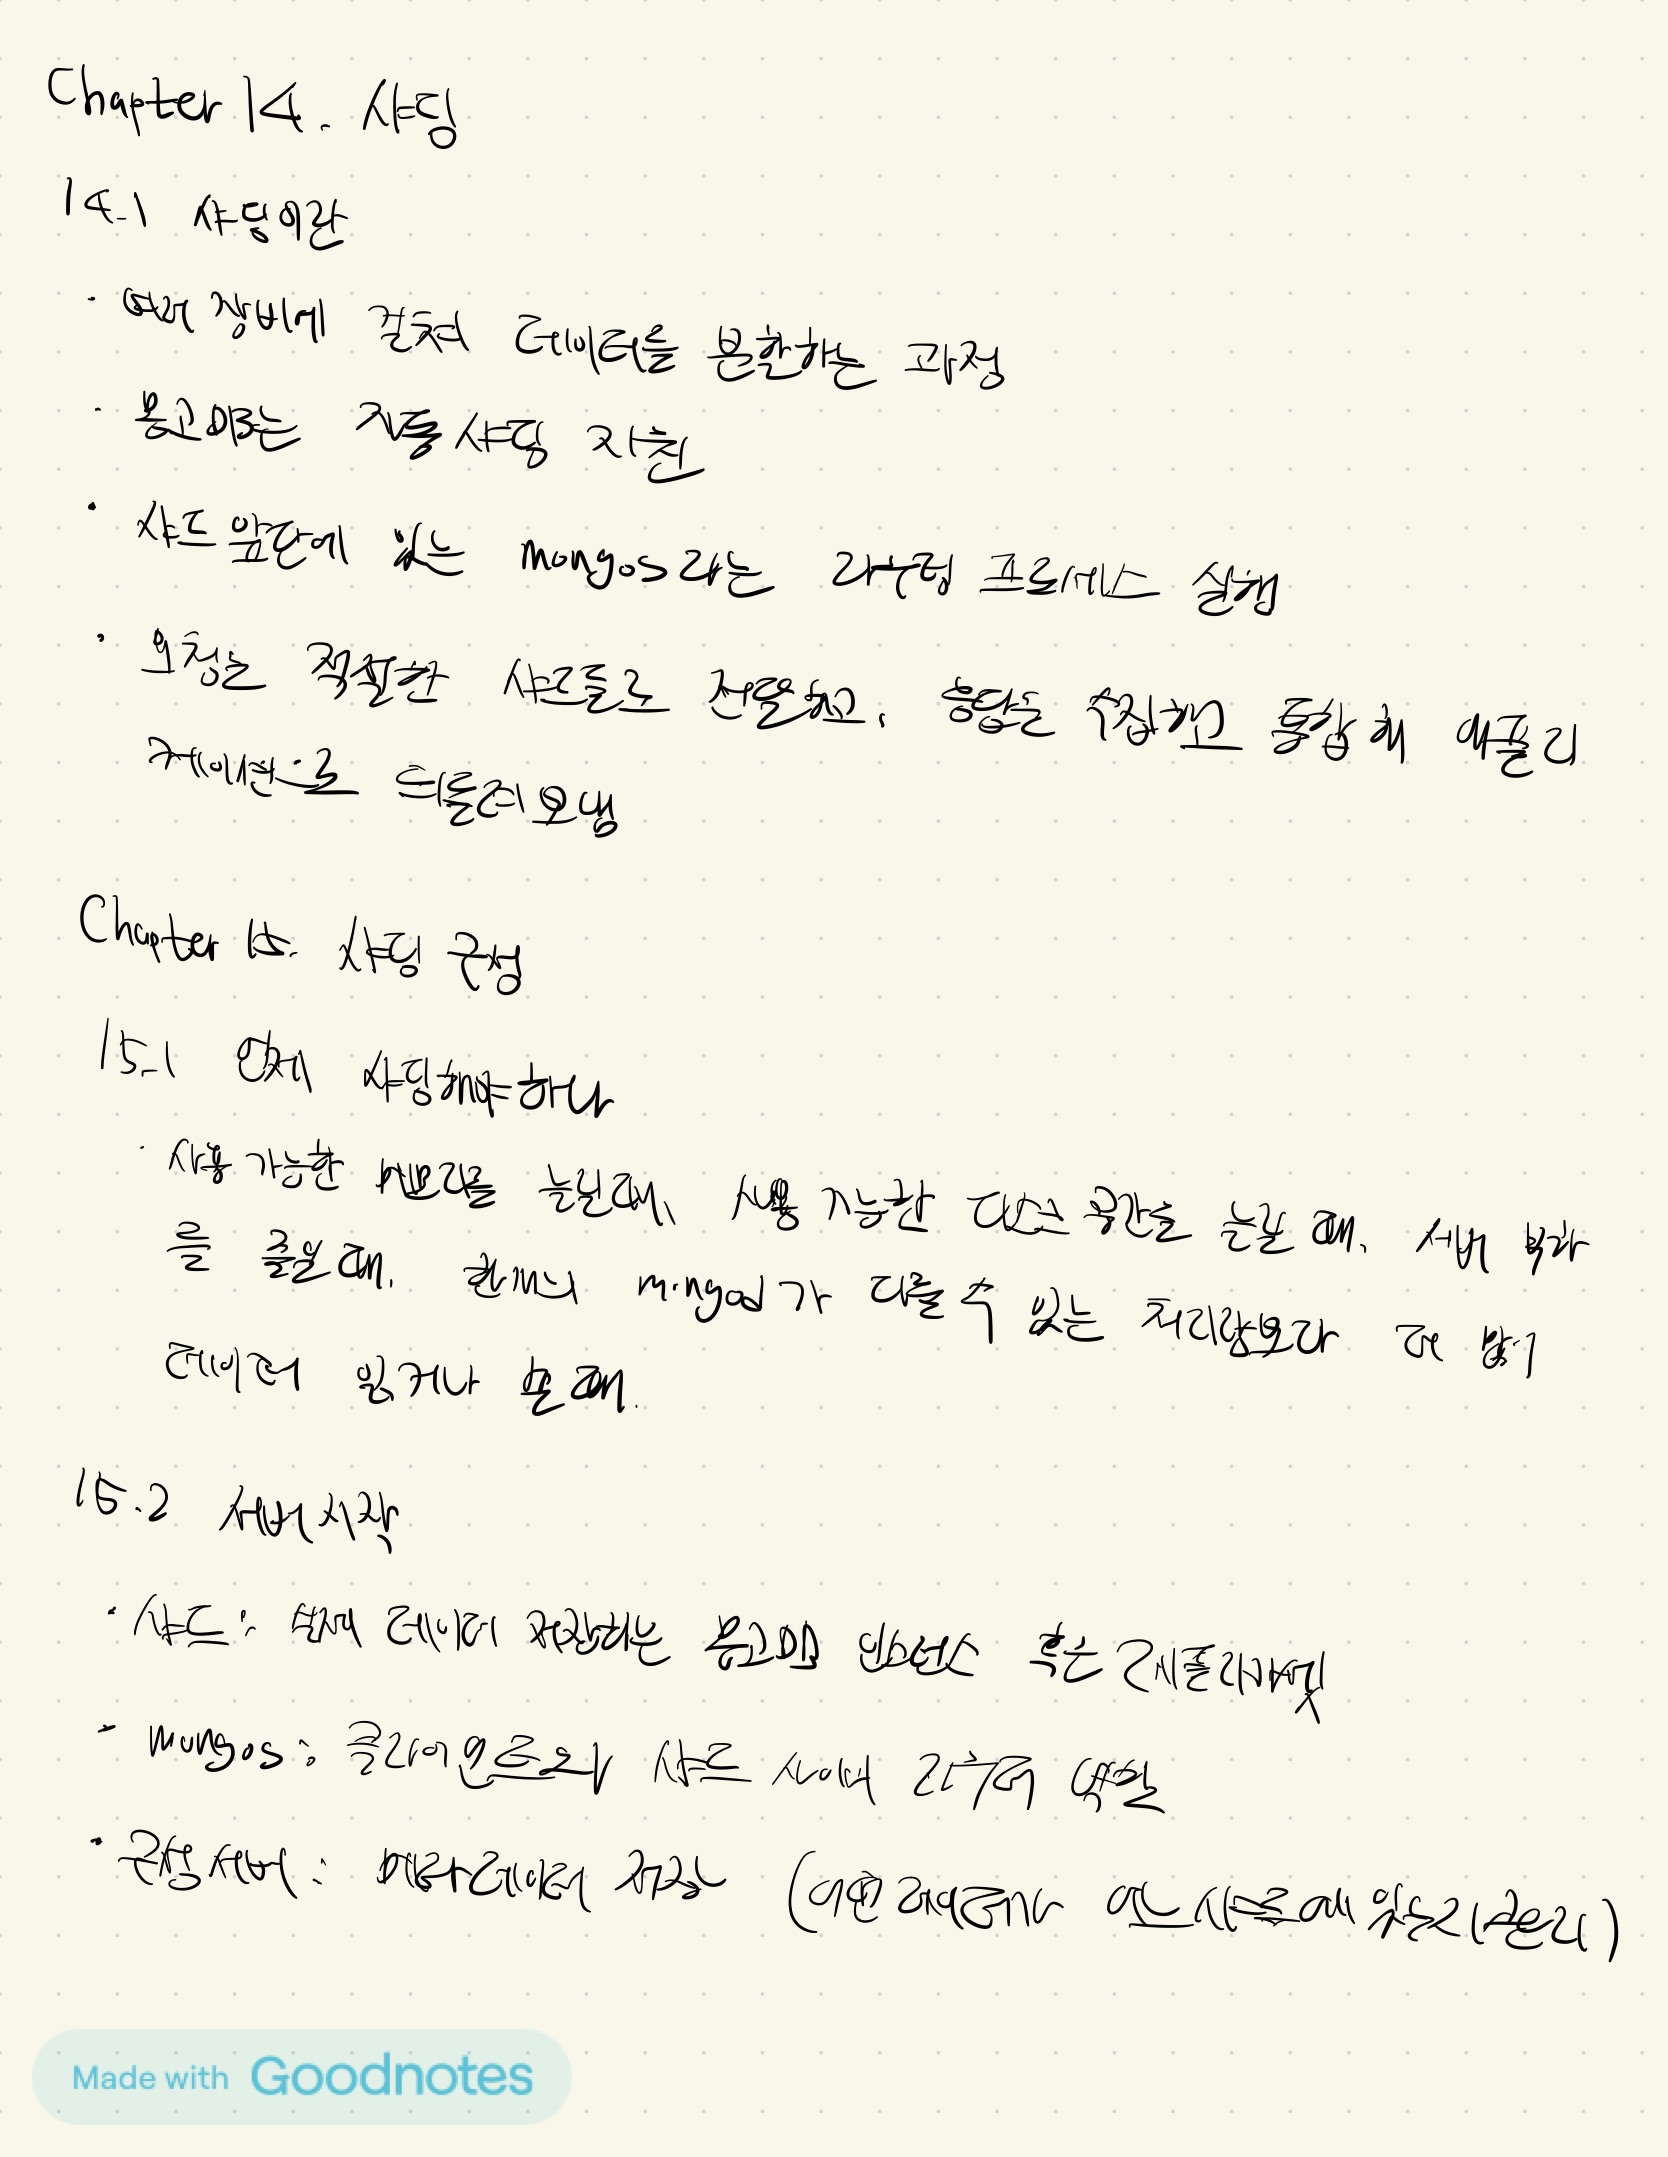 Chapter 14. 샤딩
14.1 샤딩이란
· 여러 장비에 걸쳐 데이터를 분할하는 과정
· 몽고DB는 자동 샤딩 지원
· 샤드 앞단에 있는 mongos라는 라우팅 프로세스 실행
· 요청을 적절한 샤드들로 전달하고, 응답을 수집하고 통합해 애플리
케이션으로 되돌려 보냄
Chapter 15. 샤딩 구성
15.1 언제 샤딩해야하나
· 사용 가능한 메모리를 늘릴 때, 사용 가능한 디스크 공간을 늘릴 때, 서버 부하
를 줄일 때, 한개의 mongod가 다룰 수 있는 처리량보다 더 많이
데이터 읽거나 쓸 때.
15.2 서버 시작
· 샤드 : 실제 데이터 저장하는 몽고DB 인스턴스 혹은 레플리카셋
· mongos : 클라이언트와 샤드 사이에 라우터 역할
· 구성 서버 : 메타데이터 저장 (어떤 데이터가 어느 샤드에 있는지 관리)
Made with Goodnotes